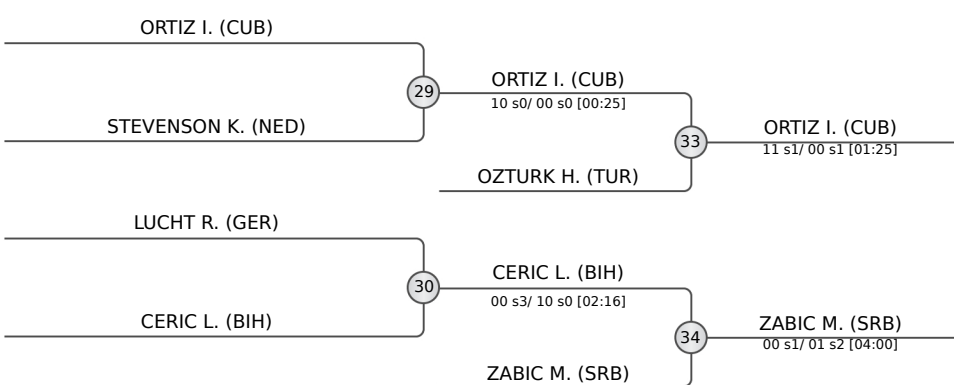 ORTIZ I. (CUB)
29
STEVENSON K. (NED)
ORTIZ I. (CUB)
10 s0/ 00 s0 [00:25]
33
OZTURK H. (TUR)
ORTIZ I. (CUB)
11 s1/ 00 s1 [01:25]
LUCHT R. (GER)
30
CERIC L. (BIH)
CERIC L. (BIH)
00 s3/ 10 s0 [02:16]
34
ZABIC M. (SRB)
ZABIC M. (SRB)
00 s1/ 01 s2 [04:00]